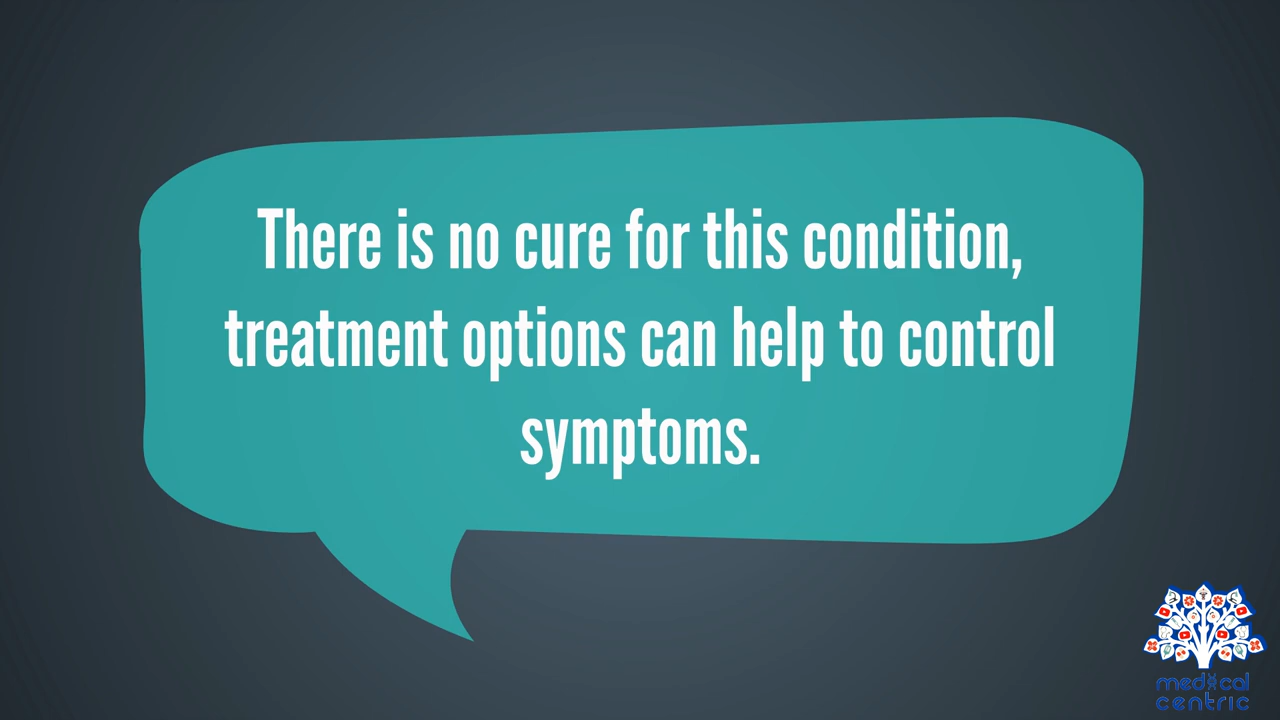 There is no cure for this condition,
treatment options can help to control
symptoms.
medical
centric